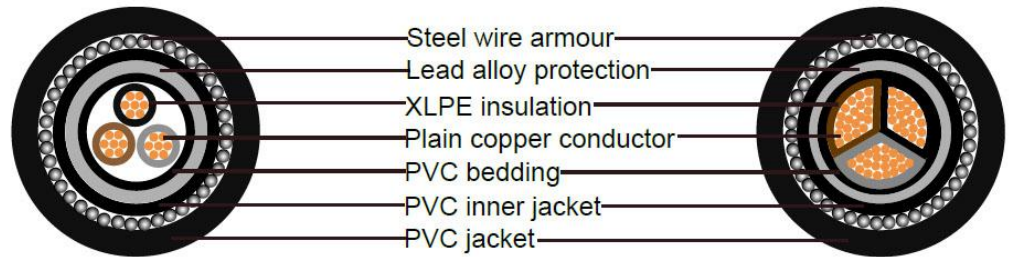 Steel wire armour
Lead alloy protection
XLPE insulation
Plain copper conductor
PVC bedding
PVC inner jacket
PVC jacket